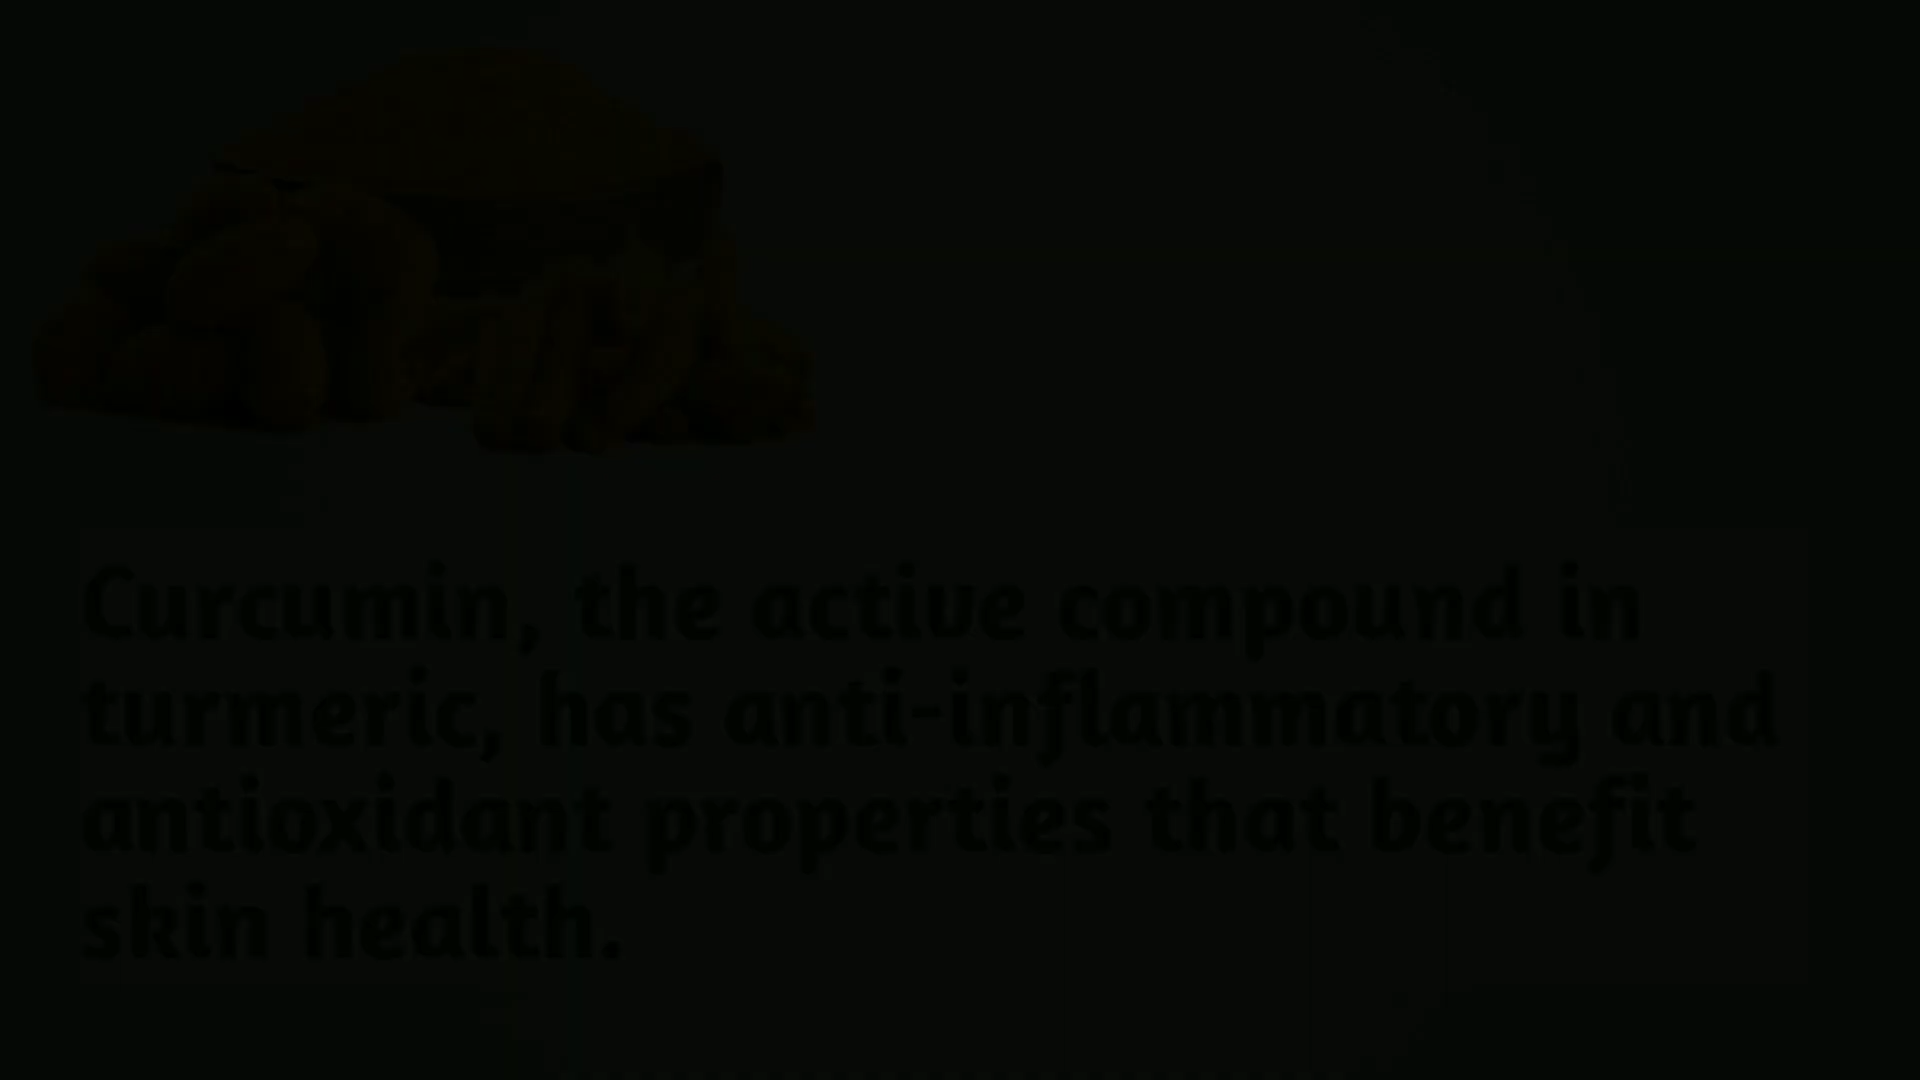 Curcumin, the active compound in
turmeric, has anti-inflammatory and
antioxidant properties that benefit
skin health.